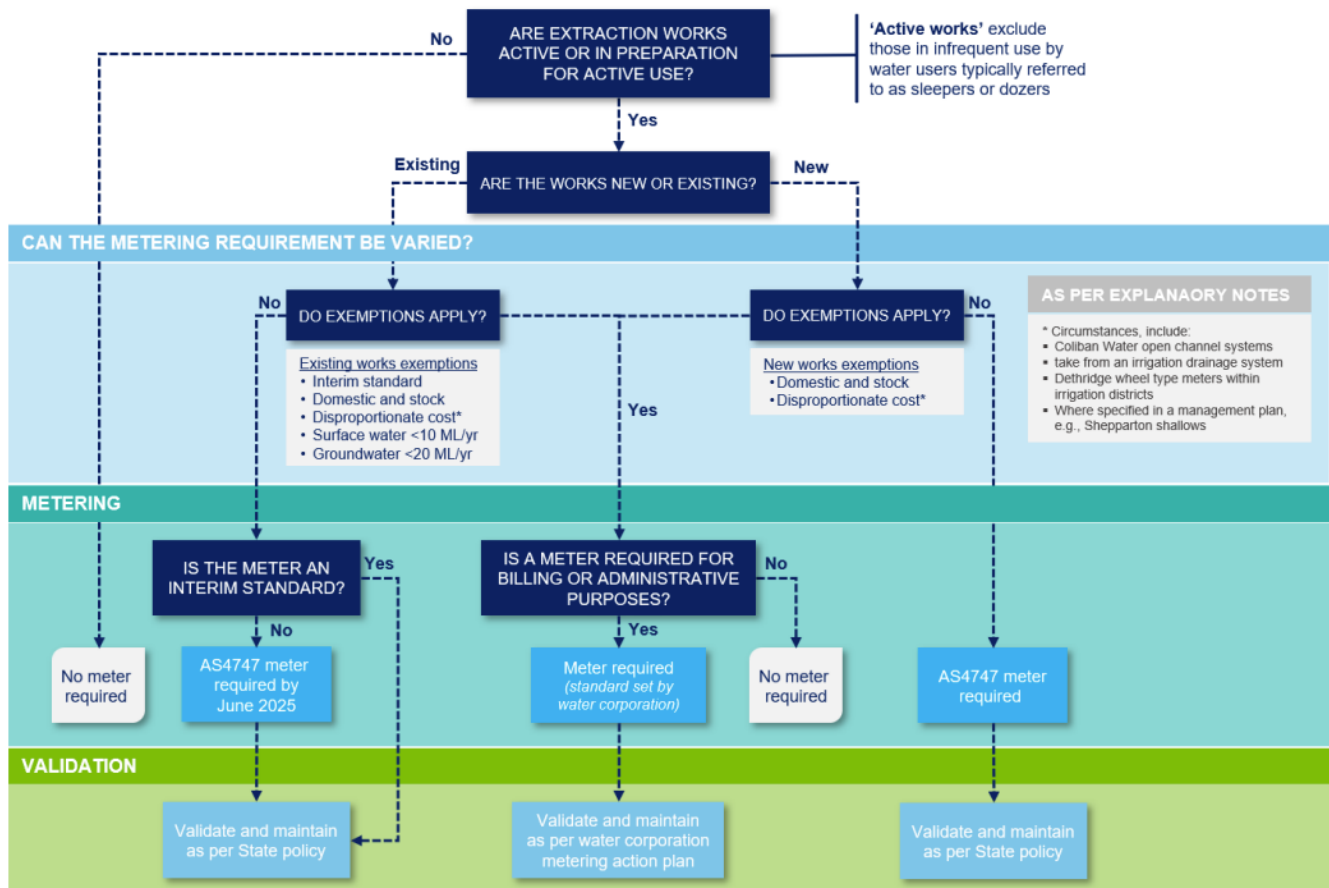 No
ARE EXTRACTION WORKS
ACTIVE OR IN PREPARATION
FOR ACTIVE USE?
'Active works' exclude
those in infrequent use by
water users typically referred
to as sleepers or dozers
Yes
Existing
ARE THE WORKS NEW OR EXISTING?
New
CAN THE METERING REQUIREMENT BE VARIED?
No
DO EXEMPTIONS APPLY?
Existing works exemptions
• Interim standard
• Domestic and stock
• Disproportionate cost*
• Surface water <10 ML/yr
• Groundwater <20 ML/yr
Yes
DO EXEMPTIONS APPLY?
No
New works exemptions
•Domestic and stock
•Disproportionate cost*
AS PER EXPLANAORY NOTES
* Circumstances, include:
▪ Coliban Water open channel systems
▪ take from an irrigation drainage system
▪ Dethridge wheel type meters within
irrigation districts
▪ Where specified in a management plan,
e.g., Shepparton shallows
METERING
IS THE METER AN
INTERIM STANDARD?
Yes
No
IS A METER REQUIRED FOR
BILLING OR ADMINISTRATIVE
PURPOSES?
No
Yes
No meter
required
AS4747 meter
required by
June 2025
Meter required
(standard set by
water corporation)
No meter
required
AS4747 meter
required
VALIDATION
Validate and maintain
as per State policy
Validate and maintain
as per water corporation
metering action plan
Validate and maintain
as per State policy